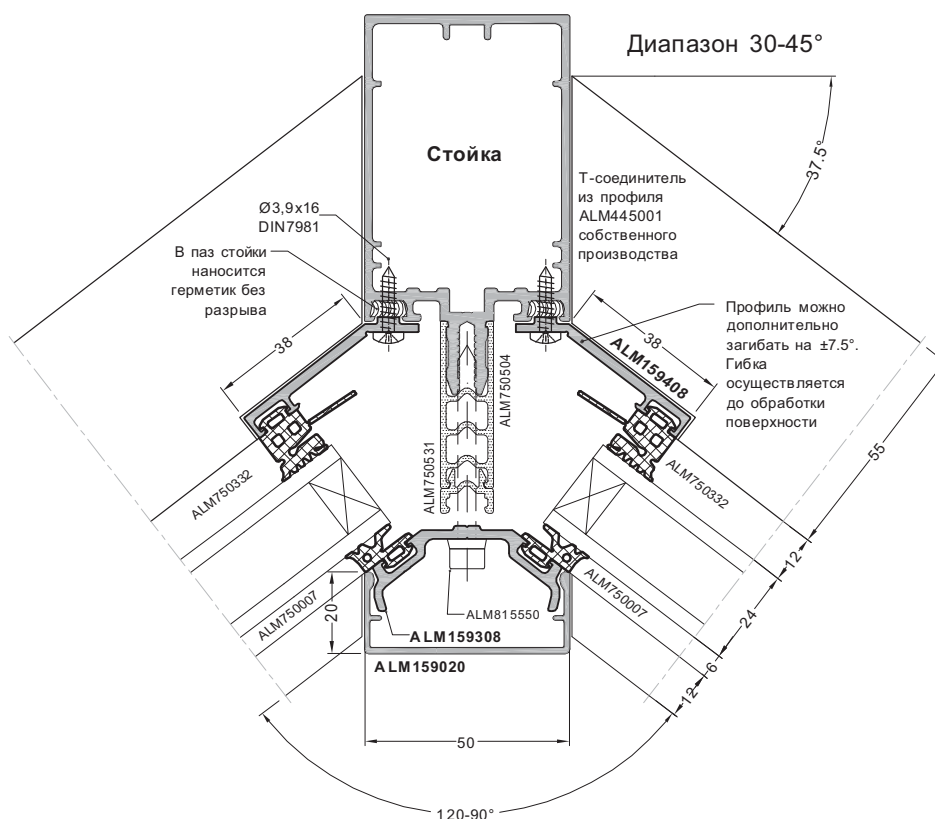 Диапазон 30-45°
37.5°
Стойка
Т-соединитель
из профиля
ALM445001
собственного
производства
Ø3,9x16
DIN7981
В паз стойки
наносится
герметик без
разрыва
Профиль можно
дополнительно
загибать на ±7.5°.
Гибка
осуществляется
до обработки
поверхности
38
38
ALM159408
ALM750504
ALM750531
ALM750332
ALM750332
55
12
ALM750007
ALM750007
24
20
ALM815550
ALM159308
ALM159020
6
12
50
120-90°